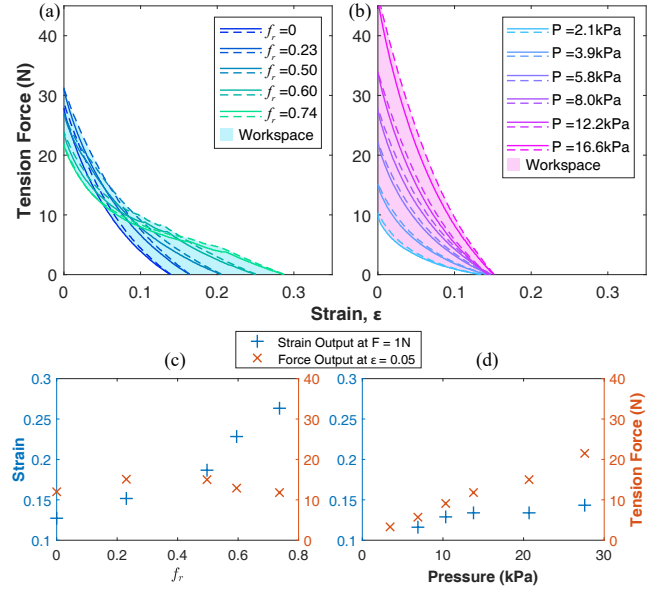 (a)
(b)
Tension Force (N)
40
30
20
10
0
f_r =0
f_r =0.23
f_r =0.50
f_r =0.60
f_r =0.74
Workspace
P =2.1kPa
P =3.9kPa
P =5.8kPa
P =8.0kPa
P =12.2kPa
P =16.6kPa
Workspace
0 0.1 0.2 0.3
0 0.1 0.2 0.3
Strain, ε
Strain Output at F = 1N
Force Output at ε = 0.05
(c)
(d)
Strain
0.3
0.25
0.2
0.15
0.1
40
30
20
10
0
0 0.2 0.4 0.6 0.8
f_r
0.3
0.25
0.2
0.15
0.1
40
30
20
10
0
Tension Force (N)
0 10 20 30
Pressure (kPa)